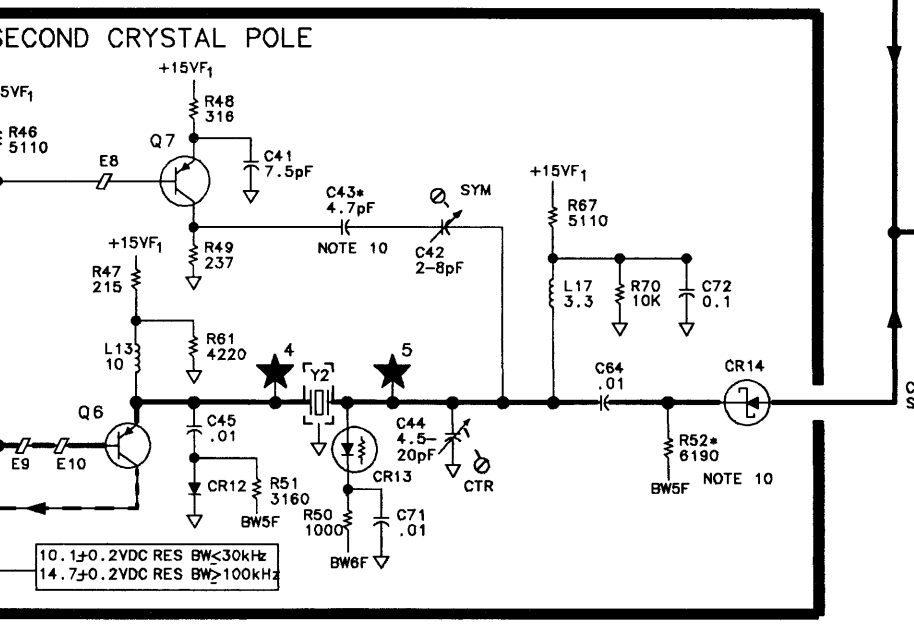 SECOND CRYSTAL POLE
+15VF1
5VF1
R48
316
R46
5110
Q7
E8
C41
7.5pF
C43*
4.7pF
SYM
NOTE 10
C42
2-8pF
+15VF1
R67
5110
+15VF1
R49
237
R47
215
L17
3.3
R70
10K
C72
0.1
L13
10
R61
4220
4
Y2
5
C64
.01
CR14
Q6
C45
.01
C44
4.5-
20pF
C
S
E9
E10
CR12
R51
3160
BW5F
CR13
CTR
R52*
6190
BW5F
NOTE 10
R50
1000
C71
.01
BW6F
10.1±0.2VDC RES BW≤30kHz
14.7±0.2VDC RES BW≥100kHz